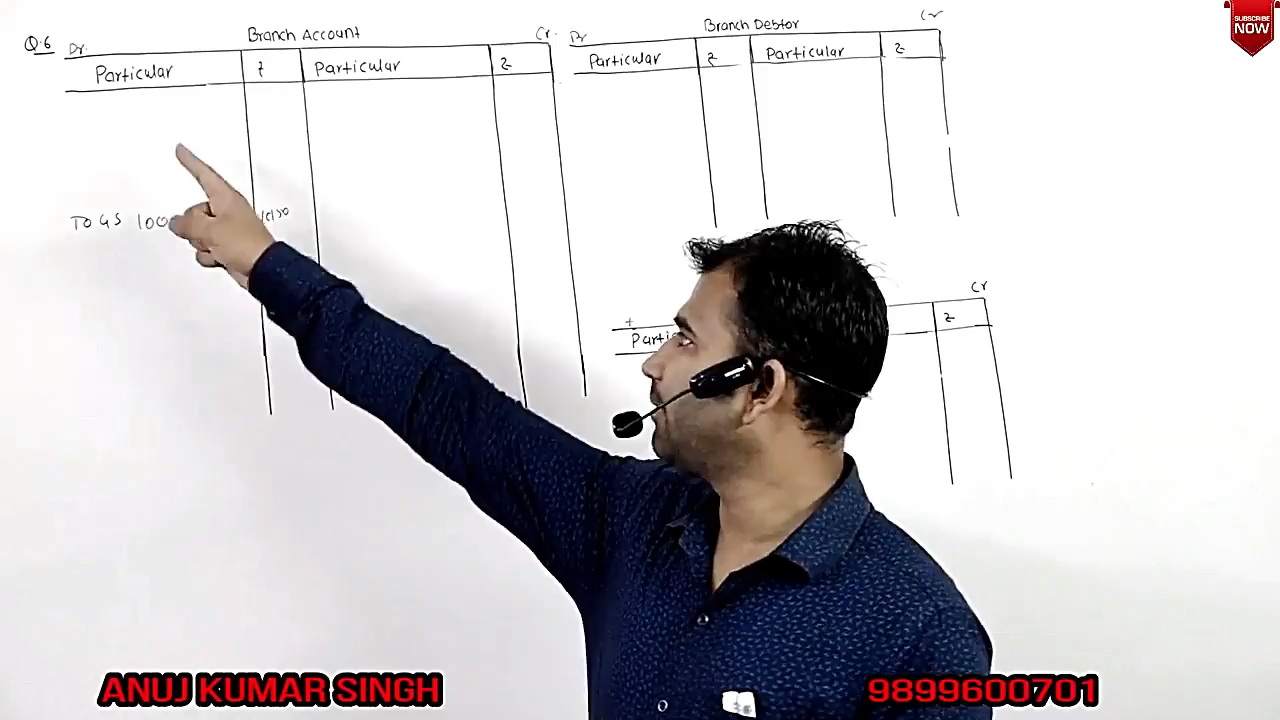 Q.6
Branch Account
Dr.
Cr.
Particular
₹
Particular
₹
TO GS 100
Branch Debtor
Dr
Cr
Particular
₹
Particular
₹
Cr
₹
SUBSCRIBE
NOW
ANUJ KUMAR SINGH
9899600701